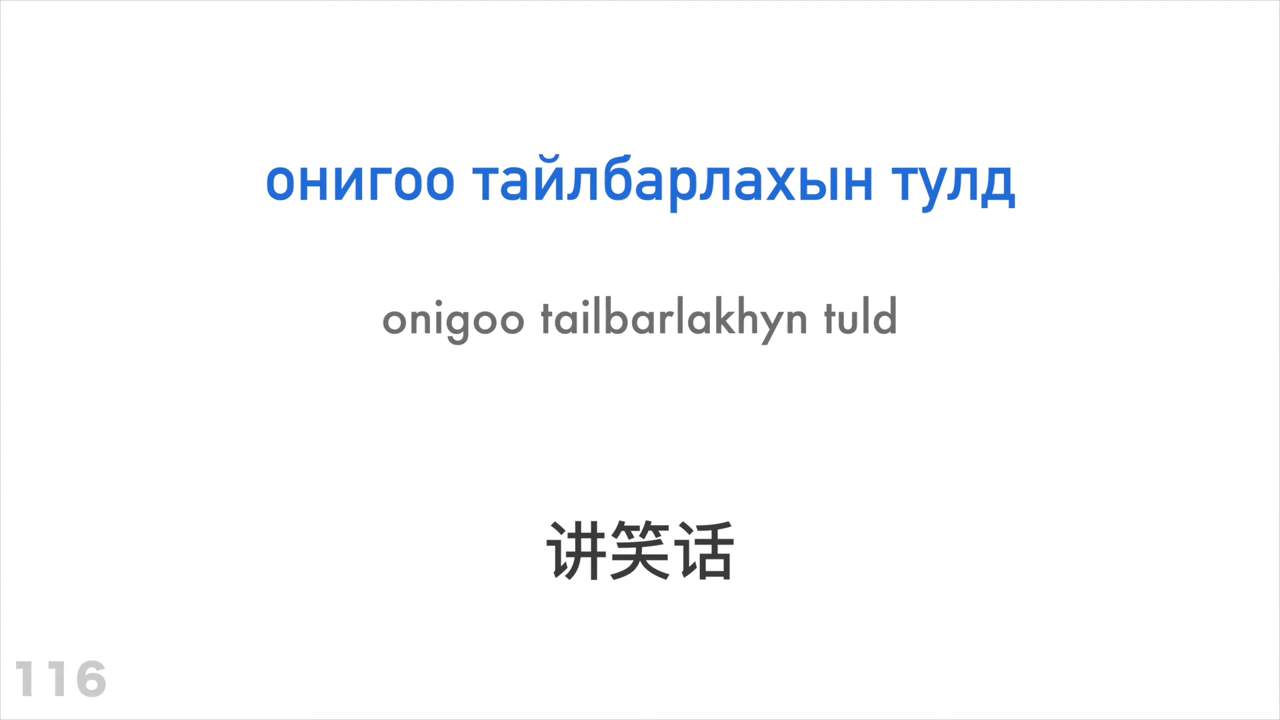 онигоо тайлбарлахын тулд
onigoo tailbarlakhyn tuld
讲笑话
116